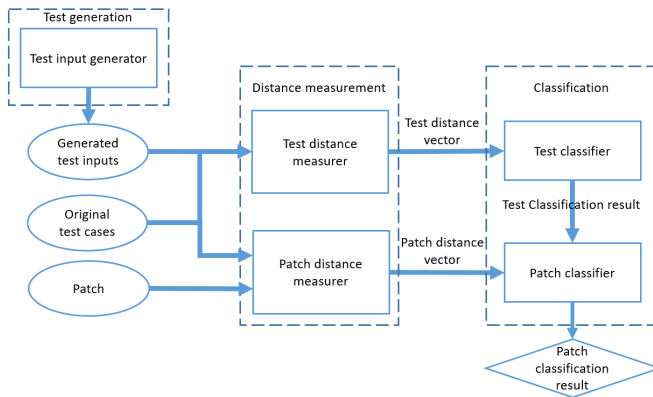 Test generation
Test input generator
Generated
test inputs
Original
test cases
Patch
Distance measurement
Test distance
measurer
Patch distance
measurer
Test distance
vector
Patch distance
vector
Classification
Test classifier
Test Classification result
Patch classifier
Patch
classification
result